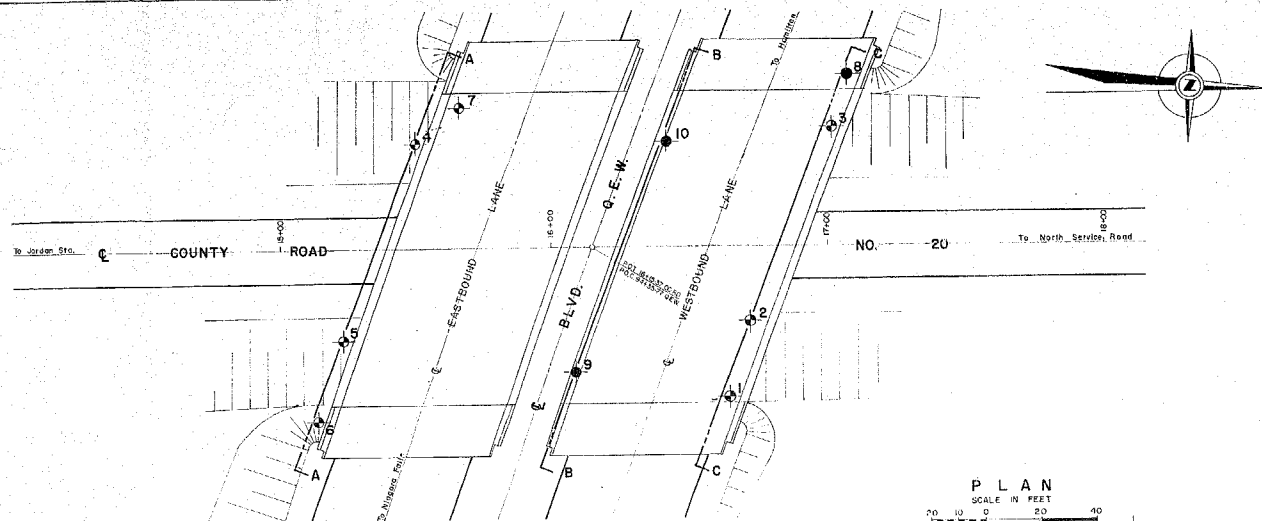 A
B
C
8
7
3
4
10
To Hamilton
LANE
Q. E. W.
LANE
15+00
16+00
17+00
18+00
To Jordan Sta.
℄
COUNTY ROAD
NO. 20
To North Service Road
EASTBOUND
BLVD.
WESTBOUND
5
2
9
℄
℄
℄
1
6
To Niagara Falls
A
B
C
Z
PLAN
SCALE IN FEET
20 10 0 20 40